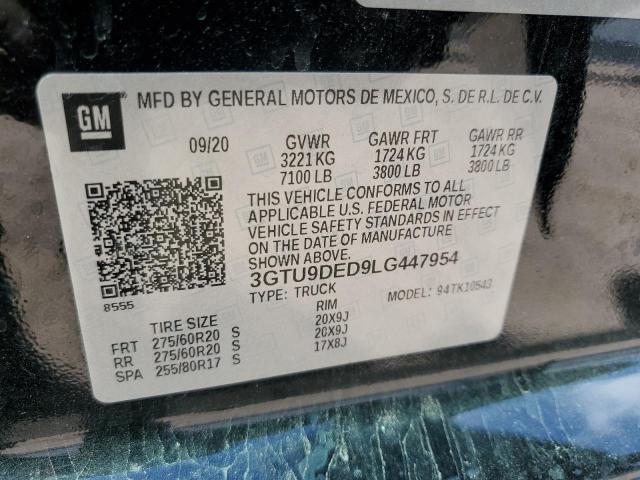 GM
MFD BY GENERAL MOTORS DE MEXICO, S. DE R.L. DE C.V.
09/20 GVWR GAWR FRT GAWR RR
3221 KG 1724 KG 1724 KG
7100 LB 3800 LB 3800 LB
THIS VEHICLE CONFORMS TO ALL
APPLICABLE U.S. FEDERAL MOTOR
VEHICLE SAFETY STANDARDS IN EFFECT
ON THE DATE OF MANUFACTURE
SHOWN ABOVE.
3GTU9DED9LG447954
8555 TYPE: TRUCK MODEL: 94TK10543
TIRE SIZE RIM
FRT 275/60R20 S 20X9J
RR 275/60R20 S 20X9J
SPA 255/80R17 S 17X8J